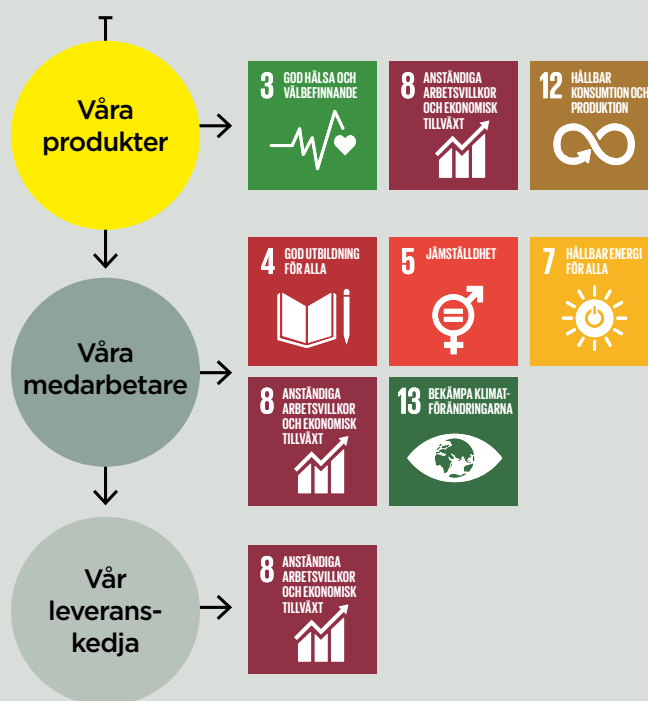 Våra
produkter
3 GOD HÄLSA OCH
VÄLBEFINNANDE
8 ANSTÄNDIGA
ARBETSVILLKOR
OCH EKONOMISK
TILLVÄXT
12 HÅLLBAR
KONSUMTION OCH
PRODUKTION
Våra
medarbetare
4 GOD UTBILDNING
FÖR ALLA
5 JÄMSTÄLLDHET
7 HÅLLBAR ENERGI
FÖR ALLA
8 ANSTÄNDIGA
ARBETSVILLKOR
OCH EKONOMISK
TILLVÄXT
13 BEKÄMPA KLIMAT-
FÖRÄNDRINGARNA
Vår
leverans-
kedja
8 ANSTÄNDIGA
ARBETSVILLKOR
OCH EKONOMISK
TILLVÄXT